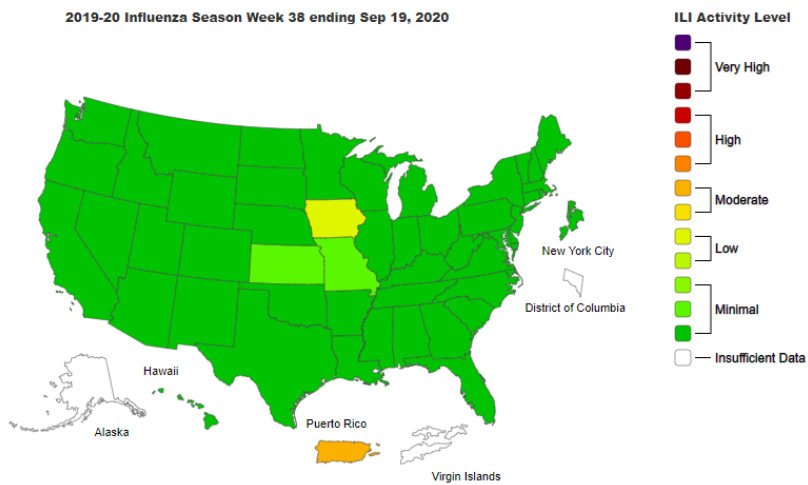 2019-20 Influenza Season Week 38 ending Sep 19, 2020
ILI Activity Level
Very High
High
Moderate
Low
Minimal
Insufficient Data
New York City
District of Columbia
Hawaii
Alaska
Puerto Rico
Virgin Islands